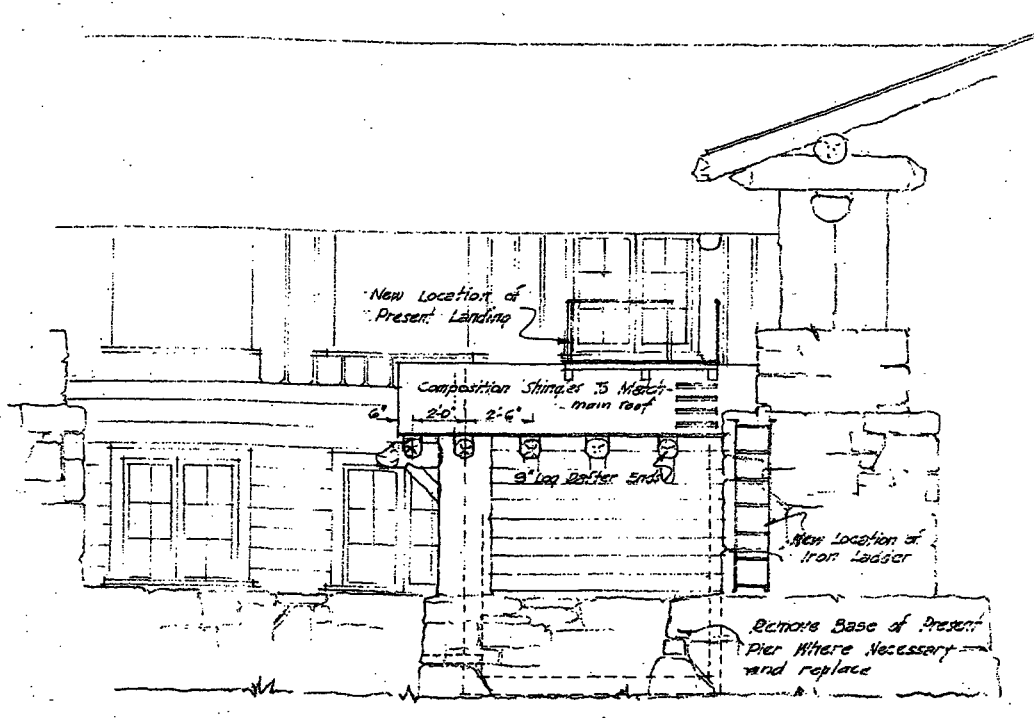 New Location of
Present Landing
Composition Shingles To Match
main roof
6"
2'-0"
2'-6"
9" Log Rafter Ends
New Location of
Iron Ladder
Remove Base of Present
Pier Where Necessary
and replace